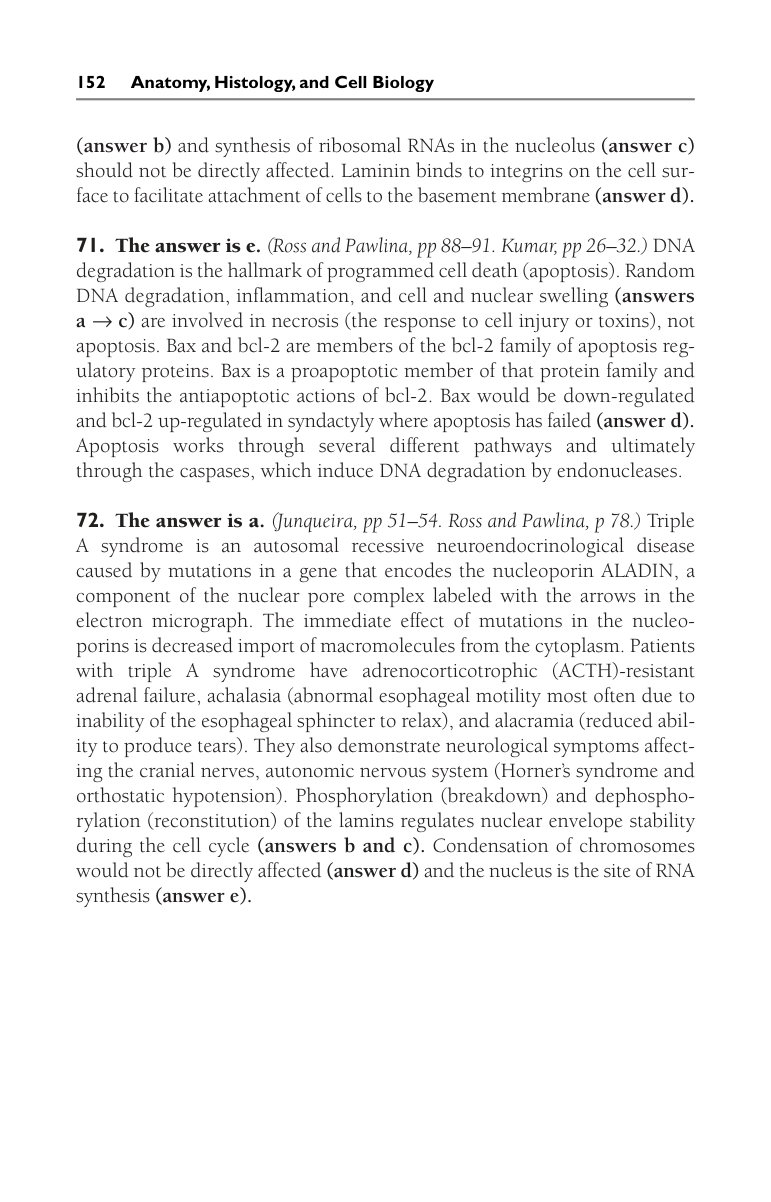 152 Anatomy, Histology, and Cell Biology
(answer b) and synthesis of ribosomal RNAs in the nucleolus (answer c)
should not be directly affected. Laminin binds to integrins on the cell sur-
face to facilitate attachment of cells to the basement membrane (answer d).
71. The answer is e. (Ross and Pawlina, pp 88–91. Kumar, pp 26–32.) DNA
degradation is the hallmark of programmed cell death (apoptosis). Random
DNA degradation, inflammation, and cell and nuclear swelling (answers
a → c) are involved in necrosis (the response to cell injury or toxins), not
apoptosis. Bax and bcl-2 are members of the bcl-2 family of apoptosis reg-
ulatory proteins. Bax is a proapoptotic member of that protein family and
inhibits the antiapoptotic actions of bcl-2. Bax would be down-regulated
and bcl-2 up-regulated in syndactyly where apoptosis has failed (answer d).
Apoptosis works through several different pathways and ultimately
through the caspases, which induce DNA degradation by endonucleases.
72. The answer is a. (Junqueira, pp 51–54. Ross and Pawlina, p 78.) Triple
A syndrome is an autosomal recessive neuroendocrinological disease
caused by mutations in a gene that encodes the nucleoporin ALADIN, a
component of the nuclear pore complex labeled with the arrows in the
electron micrograph. The immediate effect of mutations in the nucleo-
porins is decreased import of macromolecules from the cytoplasm. Patients
with triple A syndrome have adrenocorticotrophic (ACTH)-resistant
adrenal failure, achalasia (abnormal esophageal motility most often due to
inability of the esophageal sphincter to relax), and alacramia (reduced abil-
ity to produce tears). They also demonstrate neurological symptoms affect-
ing the cranial nerves, autonomic nervous system (Horner’s syndrome and
orthostatic hypotension). Phosphorylation (breakdown) and dephospho-
rylation (reconstitution) of the lamins regulates nuclear envelope stability
during the cell cycle (answers b and c). Condensation of chromosomes
would not be directly affected (answer d) and the nucleus is the site of RNA
synthesis (answer e).